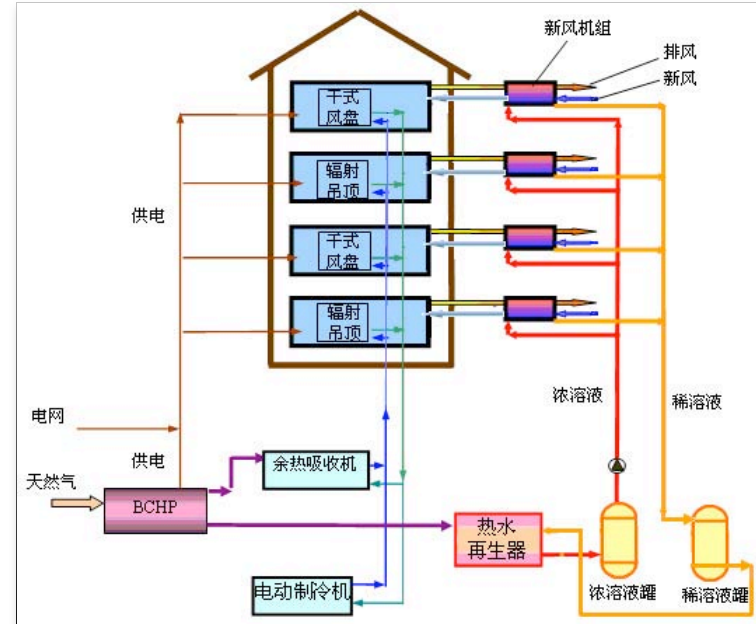 新风机组
排风
新风
干式
风盘
辐射
吊顶
供电
干式
风盘
辐射
吊顶
浓溶液
稀溶液
电网
供电
余热吸收机
天然气
BCHP
热水
再生器
电动制冷机
浓溶液罐
稀溶液罐